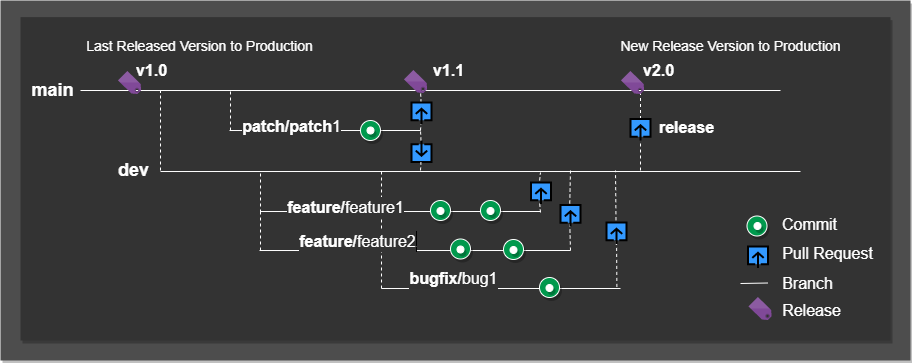 Last Released Version to Production
New Release Version to Production
v1.0
v1.1
v2.0
main
patch/patch1
release
dev
feature/feature1
feature/feature2
bugfix/bug1
Commit
Pull Request
Branch
Release